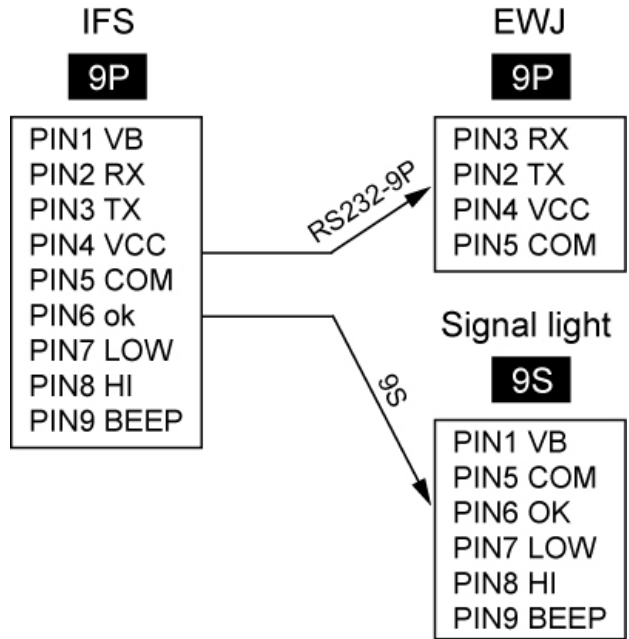 IFS
9P
PIN1 VB
PIN2 RX
PIN3 TX
PIN4 VCC
PIN5 COM
PIN6 ok
PIN7 LOW
PIN8 HI
PIN9 BEEP
RS232-9P
9S
EWJ
9P
PIN3 RX
PIN2 TX
PIN4 VCC
PIN5 COM
Signal light
9S
PIN1 VB
PIN5 COM
PIN6 OK
PIN7 LOW
PIN8 HI
PIN9 BEEP